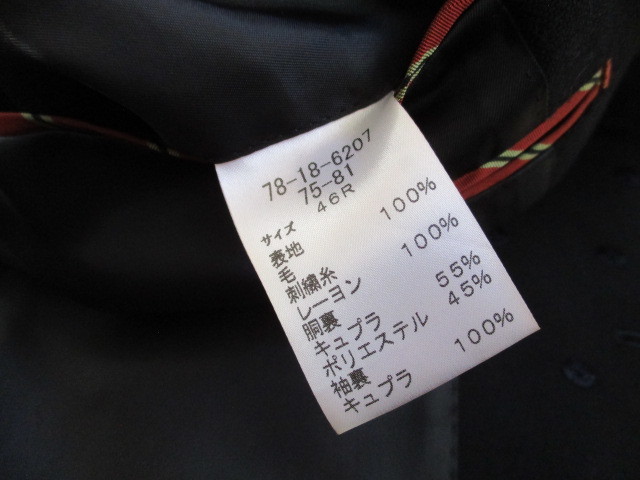 78-18-6207
75-81
サイズ 46R
表地
毛 100%
刺繍糸
レーヨン 100%
胴裏
キュプラ 55%
ポリエステル 45%
袖裏
キュプラ 100%